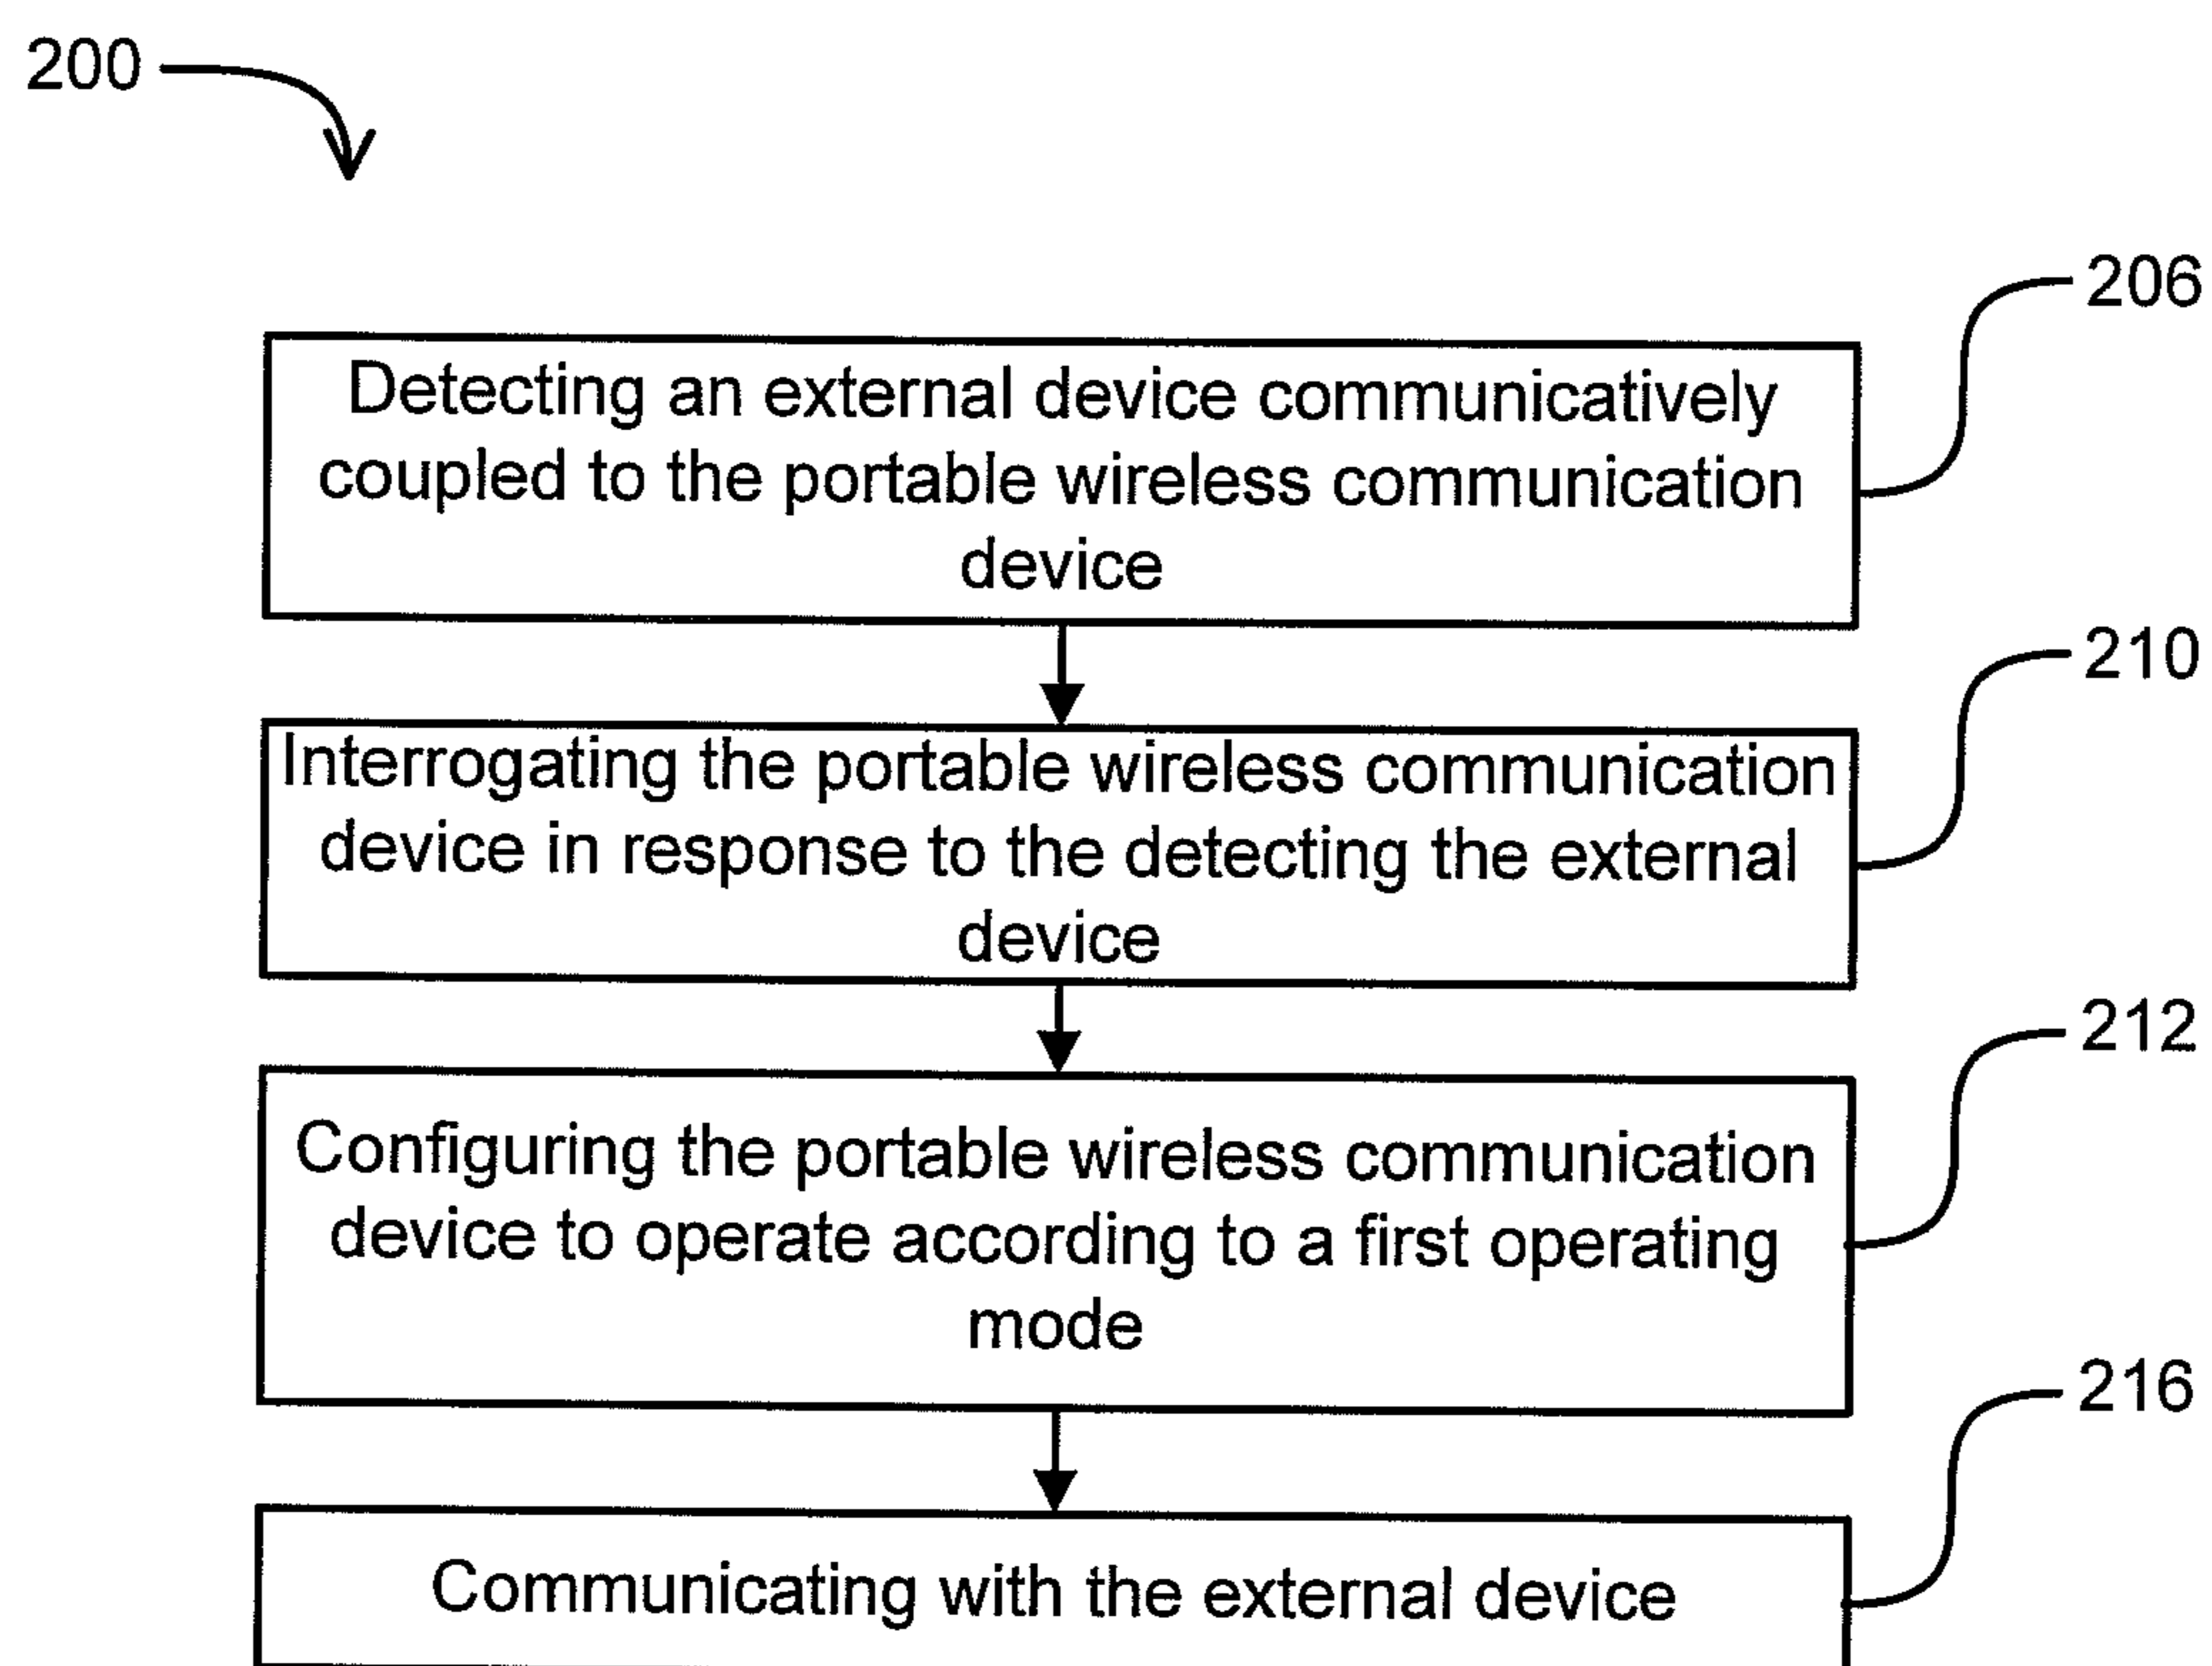 200
206
Detecting an external device communicatively
coupled to the portable wireless communication
device
210
Interrogating the portable wireless communication
device in response to the detecting the external
device
212
Configuring the portable wireless communication
device to operate according to a first operating
mode
216
Communicating with the external device